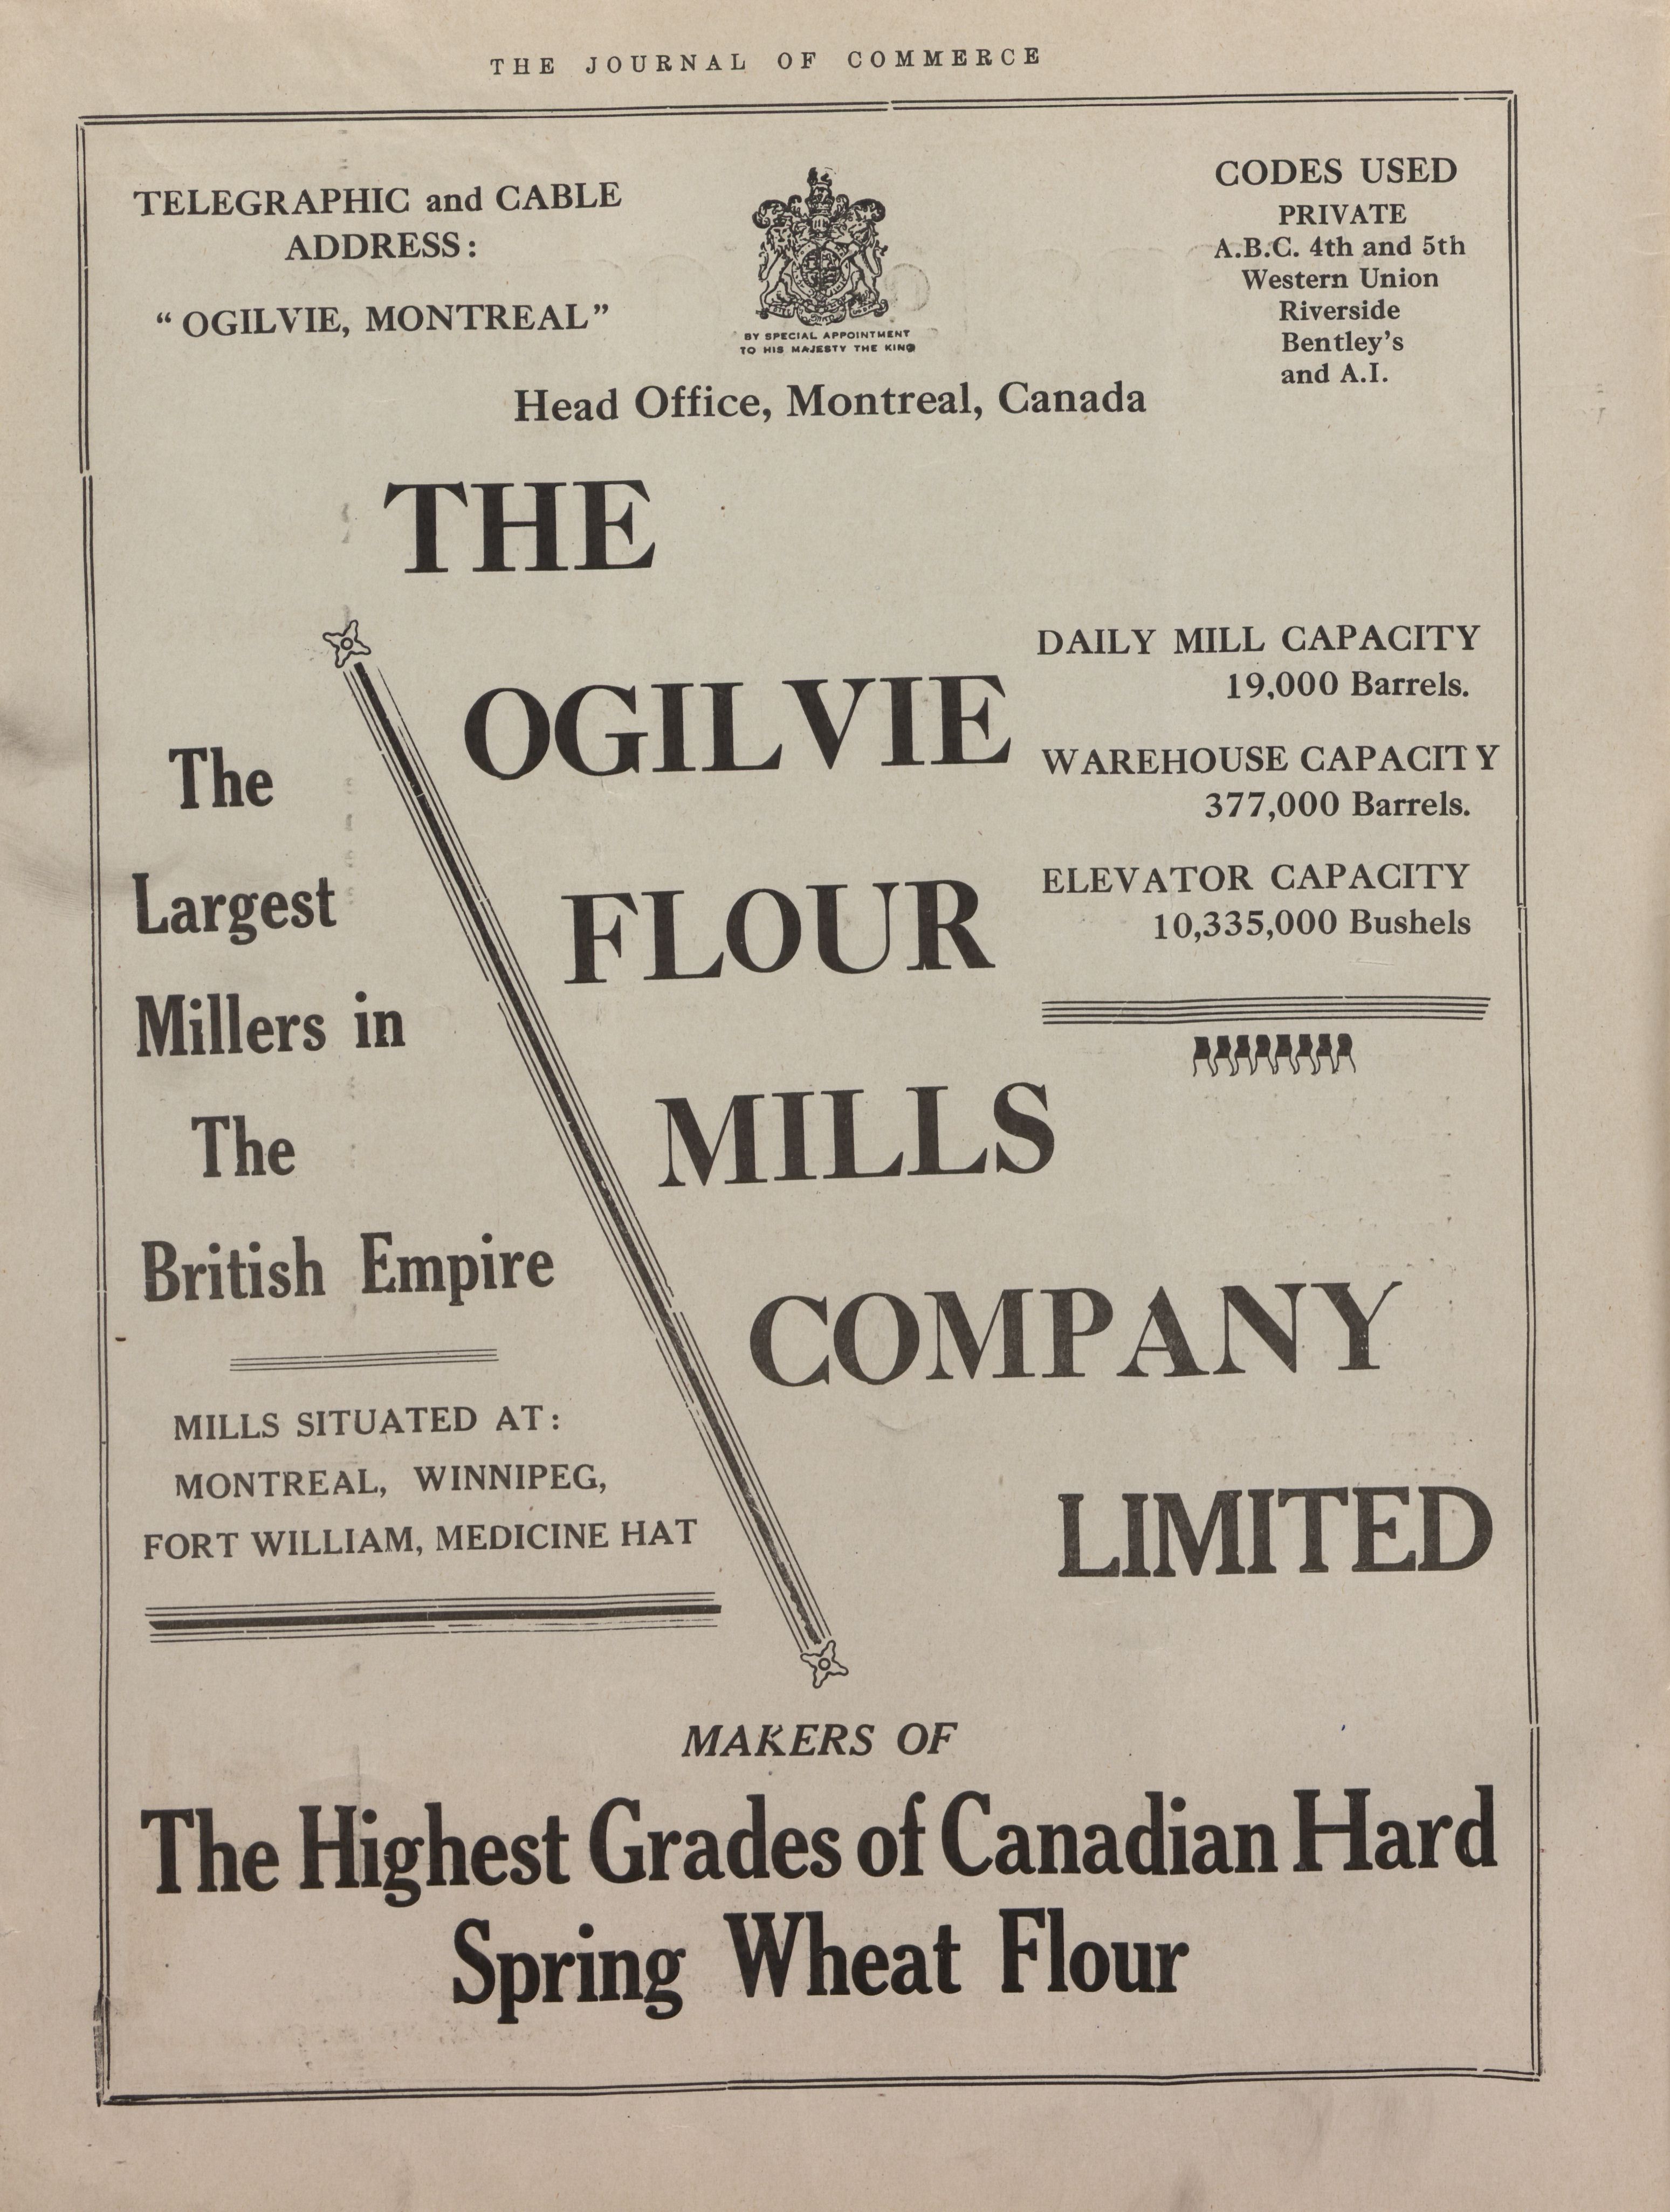 THE JOURNAL OF COMMERCE
TELEGRAPHIC and CABLE
ADDRESS:
"OGILVIE, MONTREAL"
BY SPECIAL APPOINTMENT
TO HIS MAJESTY THE KING
CODES USED
PRIVATE
A.B.C. 4th and 5th
Western Union
Riverside
Bentley's
and A.I.
Head Office, Montreal, Canada
THE
OGILVIE
FLOUR
MILLS
COMPANY
LIMITED
DAILY MILL CAPACITY
19,000 Barrels.
WAREHOUSE CAPACITY
377,000 Barrels.
ELEVATOR CAPACITY
10,335,000 Bushels
The
Largest
Millers in
The
British Empire
MILLS SITUATED AT:
MONTREAL, WINNIPEG,
FORT WILLIAM, MEDICINE HAT
MAKERS OF
The Highest Grades of Canadian Hard
Spring Wheat Flour